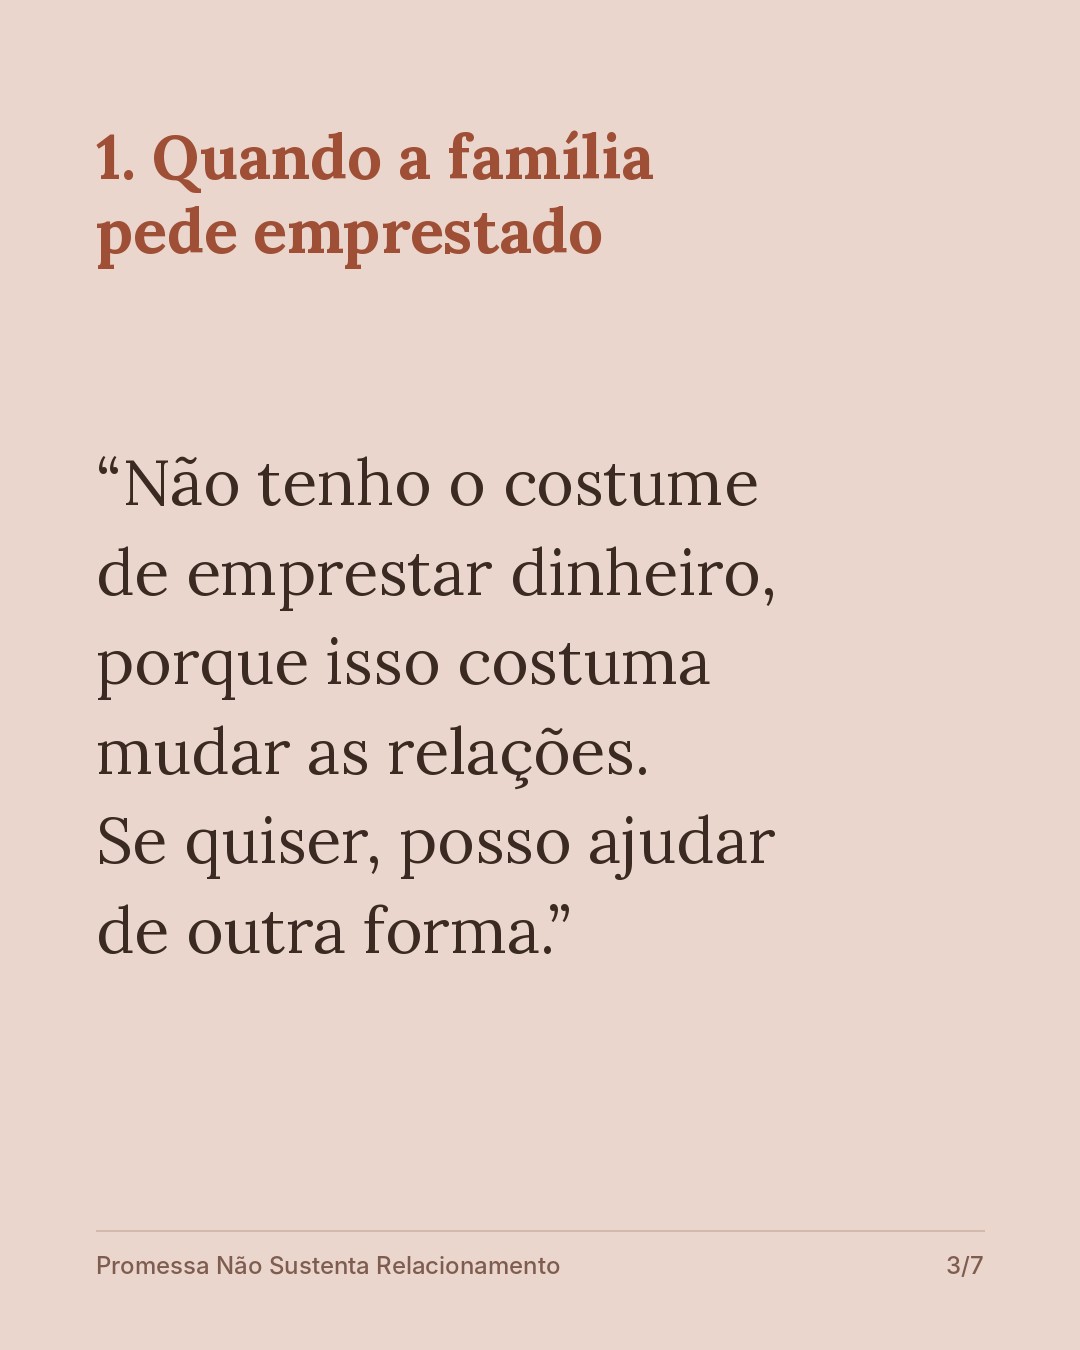 1. Quando a família
pede emprestado
“Não tenho o costume
de emprestar dinheiro,
porque isso costuma
mudar as relações.
Se quiser, posso ajudar
de outra forma.”
Promessa Não Sustenta Relacionamento
3/7